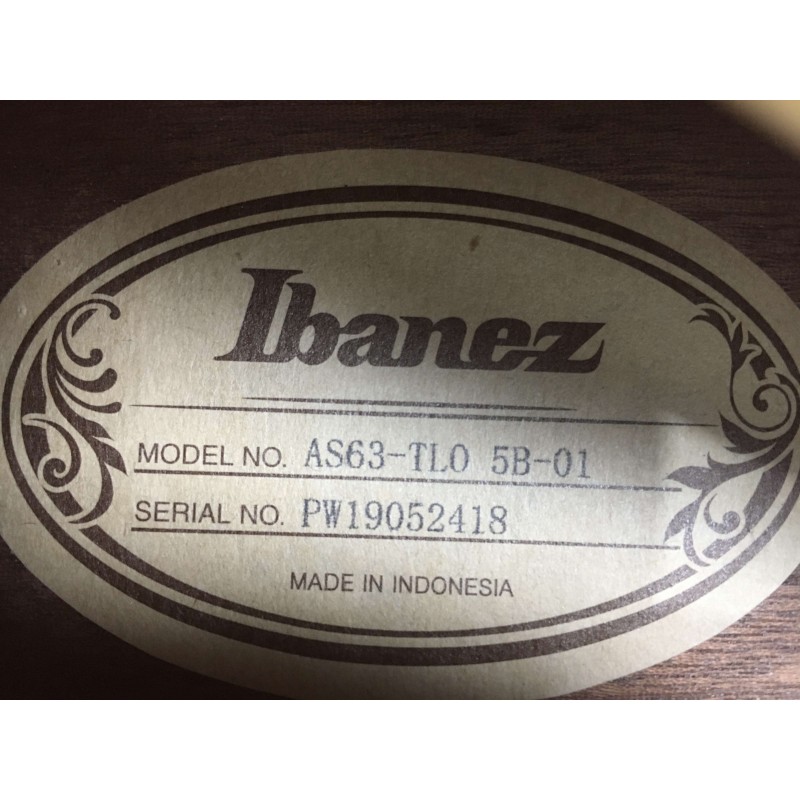 Ibanez
MODEL NO. AS63-TLO 5B-01
SERIAL NO. PW19052418
MADE IN INDONESIA